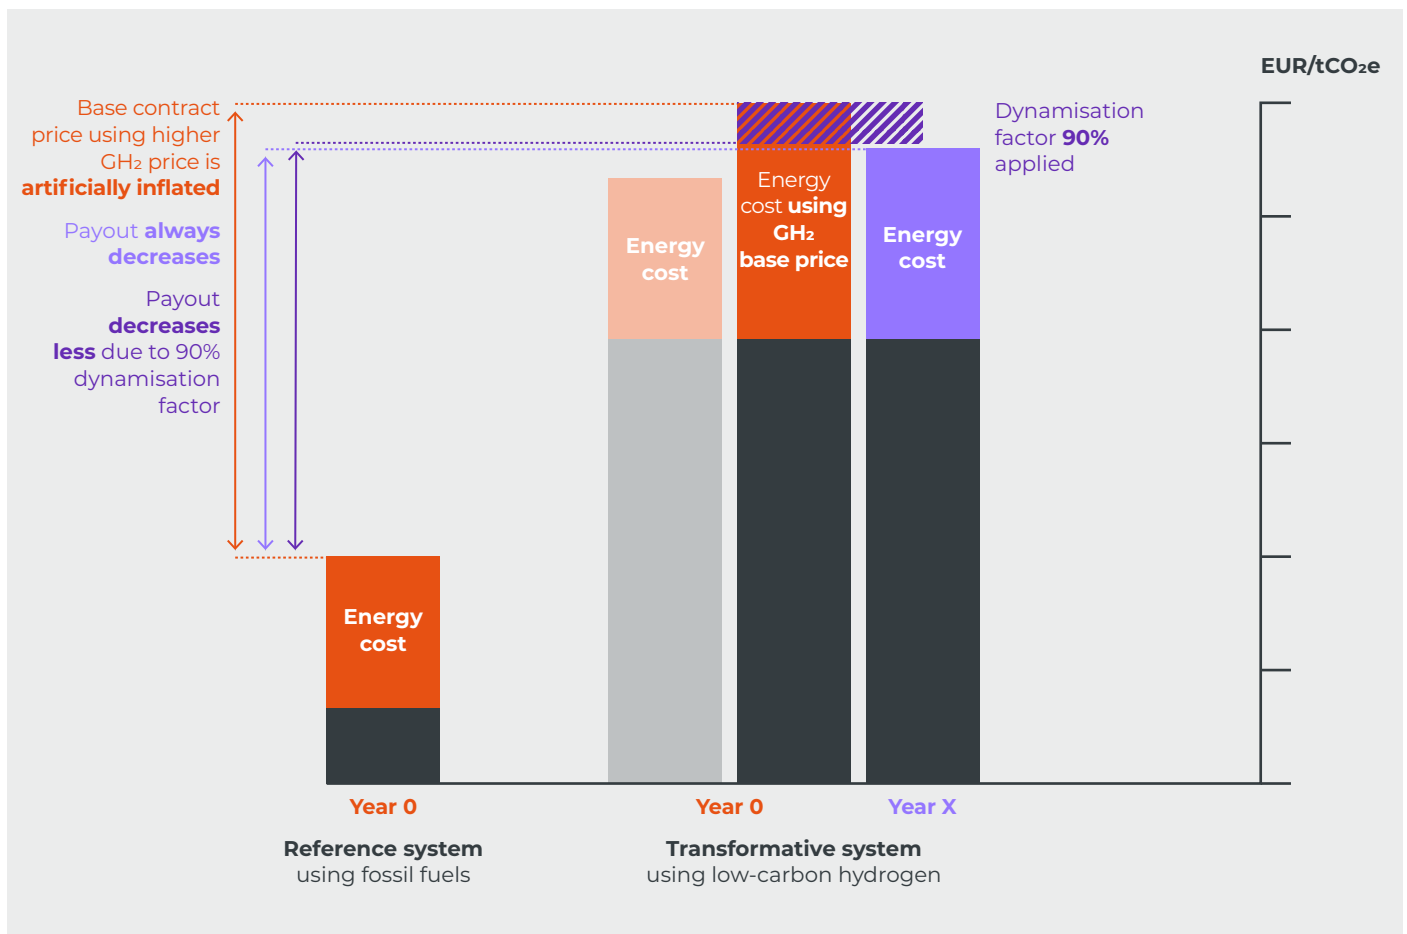 EUR/tCO₂e
Base contract
price using higher
GH₂ price is
artificially inflated
Payout always
decreases
Payout
decreases
less due to 90%
dynamisation
factor
Dynamisation
factor 90%
applied
Energy
cost
Energy
cost using
GH₂
base price
Energy
cost
Energy
cost
Year 0
Year 0
Year X
Reference system
using fossil fuels
Transformative system
using low-carbon hydrogen